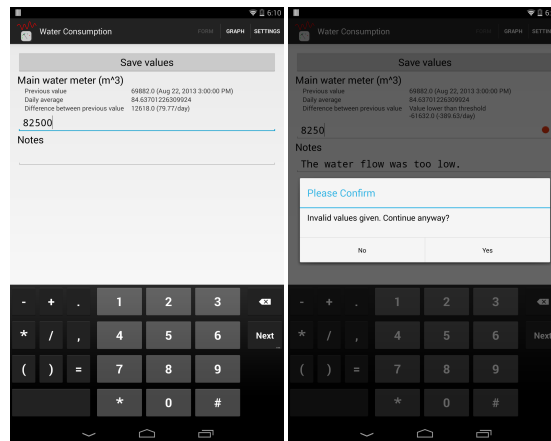 6:10
Water Consumption FORM GRAPH SETTINGS
Save values
Main water meter (m^3)
Previous value 69882.0 (Aug 22, 2013 3:00:00 PM)
Daily average 84.63701226309924
Difference between previous value 12618.0 (79.77/day)
82500
Notes
- + . 1 2 3
* / , 4 5 6 Next
( ) = 7 8 9
* 0 #
Water Consumption FORM GRAPH
Save values
Main water meter (m^3)
Previous value 69882.0 (Aug 22, 2013 3:00:00 PM)
Daily average 84.63701226309924
Difference between previous value Value lower than threshold
-61632.0 (-389.63/day)
8250
Notes
The water flow was too low.
Please Confirm
Invalid values given. Continue anyway?
No Yes
- + . 1 2 3
* / , 4 5 6
( ) = 7 8 9
* 0 #